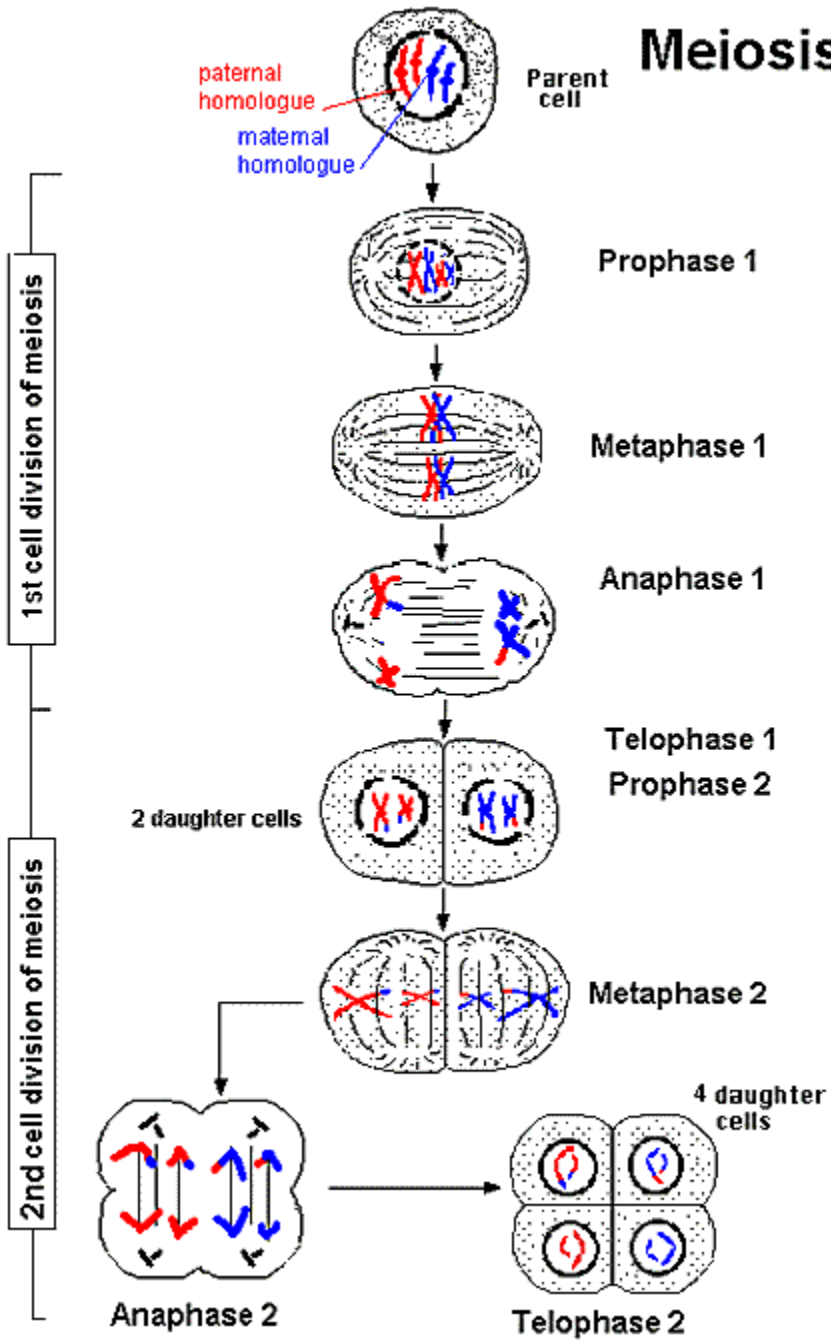 Meiosis
paternal
homologue
Parent
cell
maternal
homologue
1st cell division of meiosis
Prophase 1
Metaphase 1
Anaphase 1
Telophase 1
Prophase 2
2 daughter cells
2nd cell division of meiosis
Metaphase 2
4 daughter
cells
Anaphase 2
Telophase 2